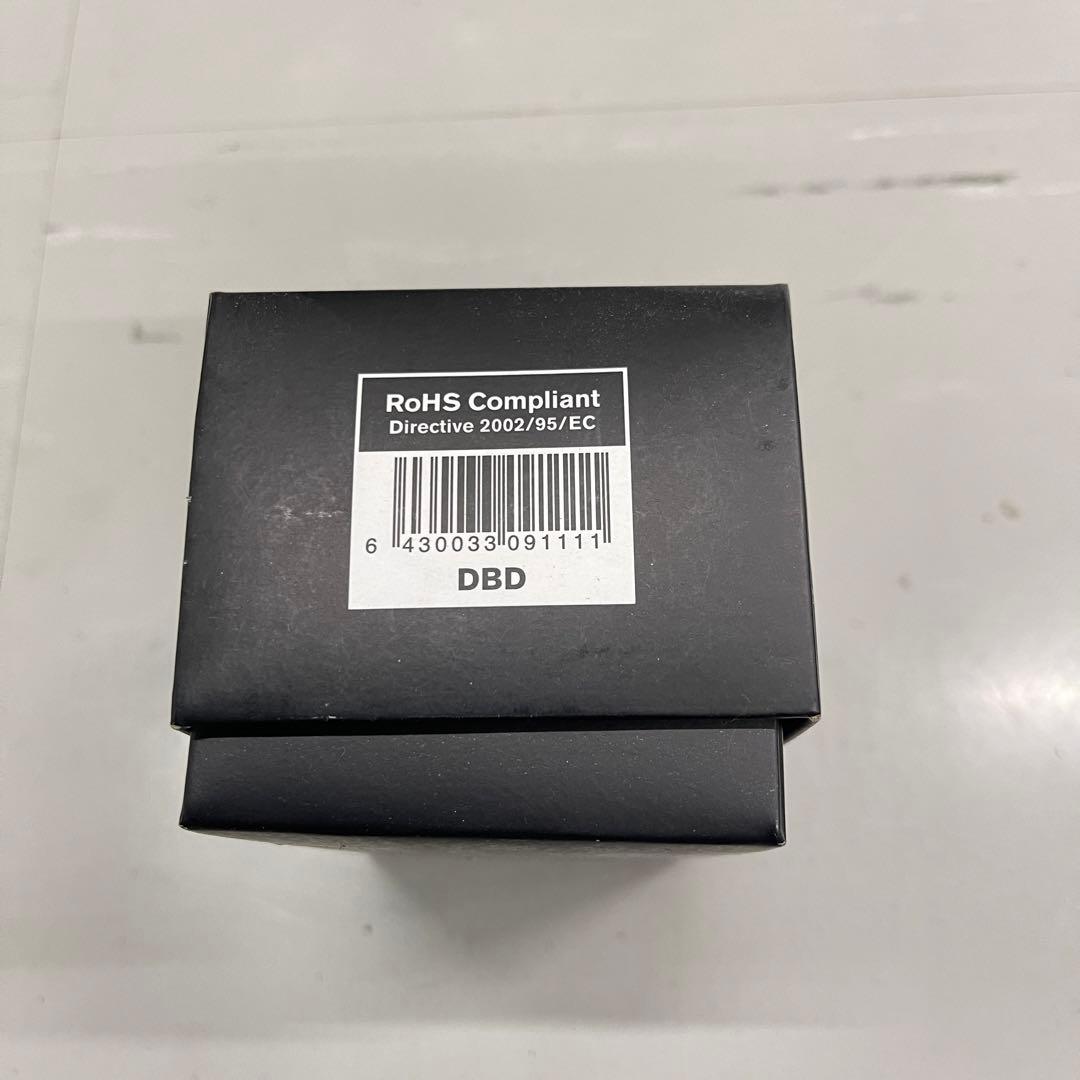 RoHS Compliant
Directive 2002/95/EC
6 430033 091111
DBD